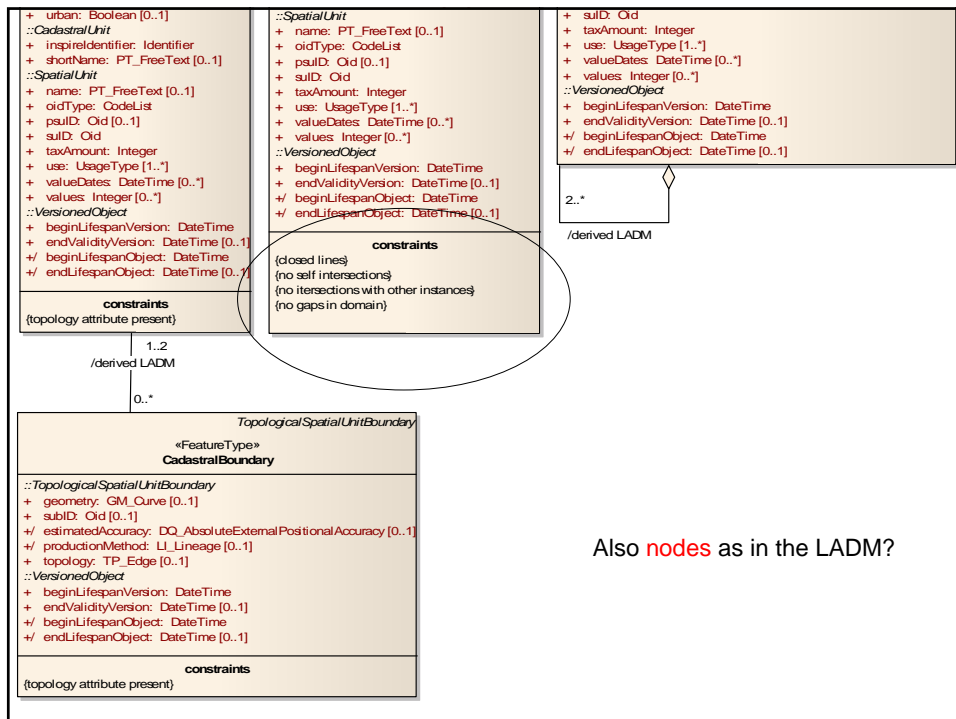 + urban: Boolean [0..1]
::CadastralUnit
+ inspireIdentifier: Identifier
+ shortName: PT_FreeText [0..1]
::SpatialUnit
+ name: PT_FreeText [0..1]
+ oidType: CodeList
+ psuID: Oid [0..1]
+ suID: Oid
+ taxAmount: Integer
+ use: UsageType [1..*]
+ valueDates: DateTime [0..*]
+ values: Integer [0..*]
::VersionedObject
+ beginLifespanVersion: DateTime
+ endValidityVersion: DateTime [0..1]
+/ beginLifespanObject: DateTime
+/ endLifespanObject: DateTime [0..1]
constraints
{topology attribute present}
::SpatialUnit
+ name: PT_FreeText [0..1]
+ oidType: CodeList
+ psuID: Oid [0..1]
+ suID: Oid
+ taxAmount: Integer
+ use: UsageType [1..*]
+ valueDates: DateTime [0..*]
+ values: Integer [0..*]
::VersionedObject
+ beginLifespanVersion: DateTime
+ endValidityVersion: DateTime [0..1]
+/ beginLifespanObject: DateTime
+/ endLifespanObject: DateTime [0..1]
constraints
{closed lines}
{no self intersections}
{no itersections with other instances}
{no gaps in domain}
+ suID: Oid
+ taxAmount: Integer
+ use: UsageType [1..*]
+ valueDates: DateTime [0..*]
+ values: Integer [0..*]
::VersionedObject
+ beginLifespanVersion: DateTime
+ endValidityVersion: DateTime [0..1]
+/ beginLifespanObject: DateTime
+/ endLifespanObject: DateTime [0..1]
2..*
/derived LADM
1..2
/derived LADM
0..*
TopologicalSpatialUnitBoundary
«FeatureType»
CadastralBoundary
::TopologicalSpatialUnitBoundary
+ geometry: GM_Curve [0..1]
+ subID: Oid [0..1]
+/ estimatedAccuracy: DQ_AbsoluteExternalPositionalAccuracy [0..1]
+/ productionMethod: LI_Lineage [0..1]
+ topology: TP_Edge [0..1]
::VersionedObject
+ beginLifespanVersion: DateTime
+ endValidityVersion: DateTime [0..1]
+/ beginLifespanObject: DateTime
+/ endLifespanObject: DateTime [0..1]
constraints
{topology attribute present}
Also nodes as in the LADM?